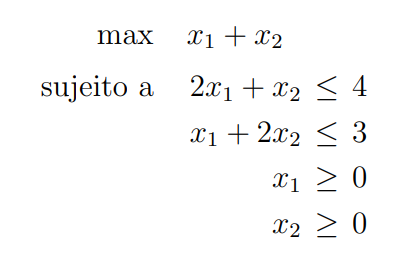 max x₁ + x₂
sujeito a 2x₁ + x₂ ≤ 4
x₁ + 2x₂ ≤ 3
x₁ ≥ 0
x₂ ≥ 0